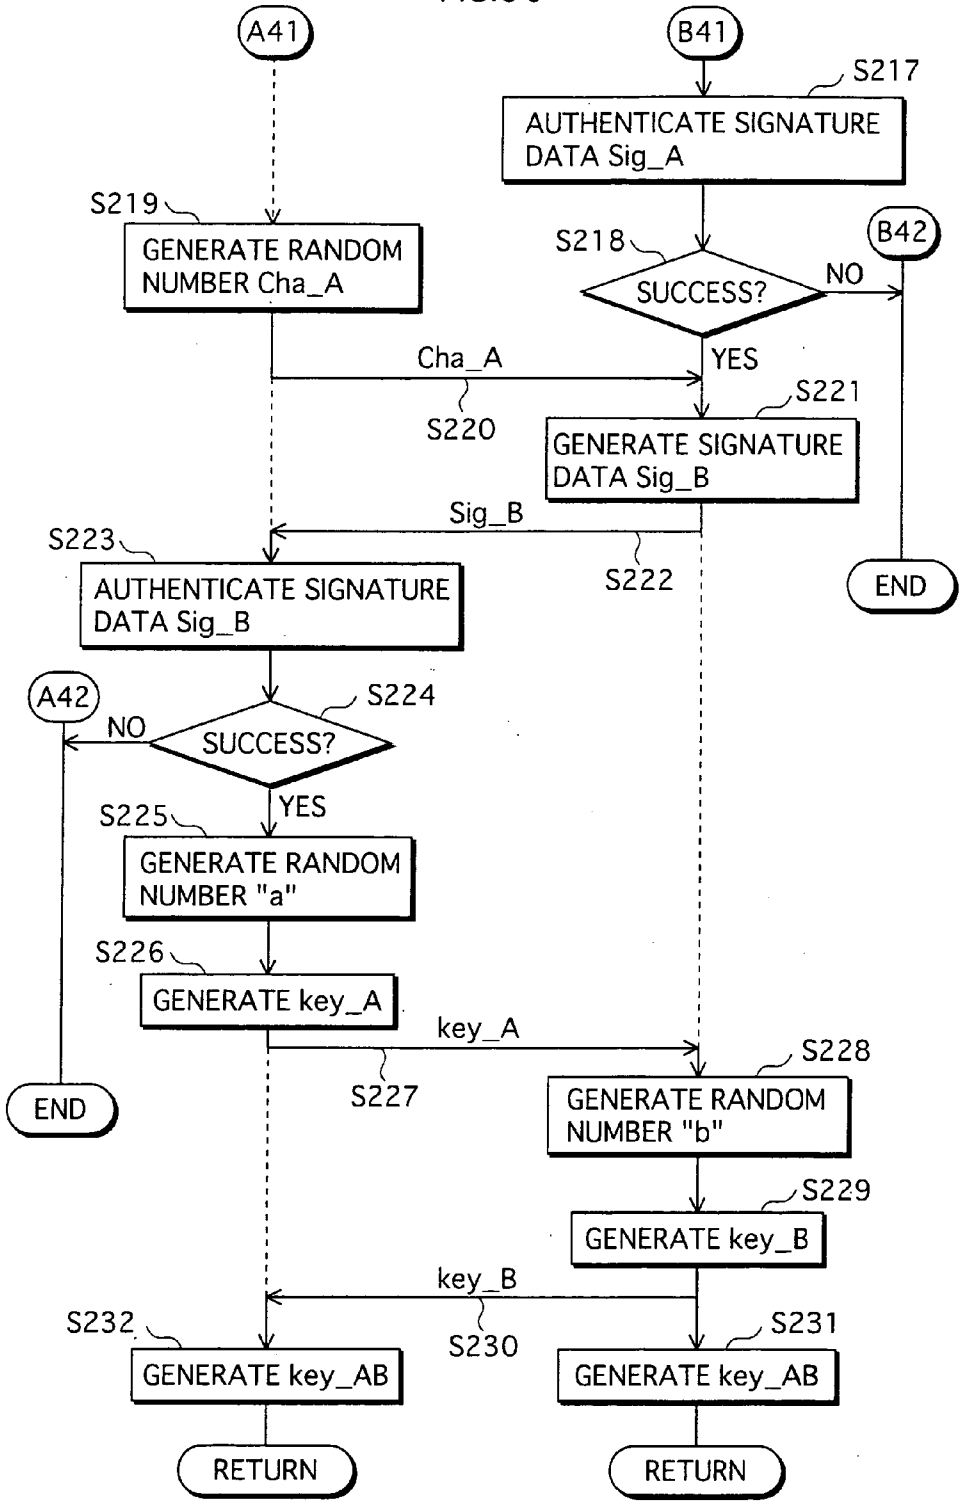 A41
B41
S217
AUTHENTICATE SIGNATURE
DATA Sig_A
S219
GENERATE RANDOM
NUMBER Cha_A
S218
SUCCESS?
NO
B42
YES
Cha_A
S220
S221
GENERATE SIGNATURE
DATA Sig_B
Sig_B
S222
END
S223
AUTHENTICATE SIGNATURE
DATA Sig_B
A42
S224
NO
SUCCESS?
YES
S225
GENERATE RANDOM
NUMBER "a"
S226
GENERATE key_A
key_A
S227
END
S228
GENERATE RANDOM
NUMBER "b"
S229
GENERATE key_B
key_B
S230
S232
GENERATE key_AB
S231
GENERATE key_AB
RETURN
RETURN